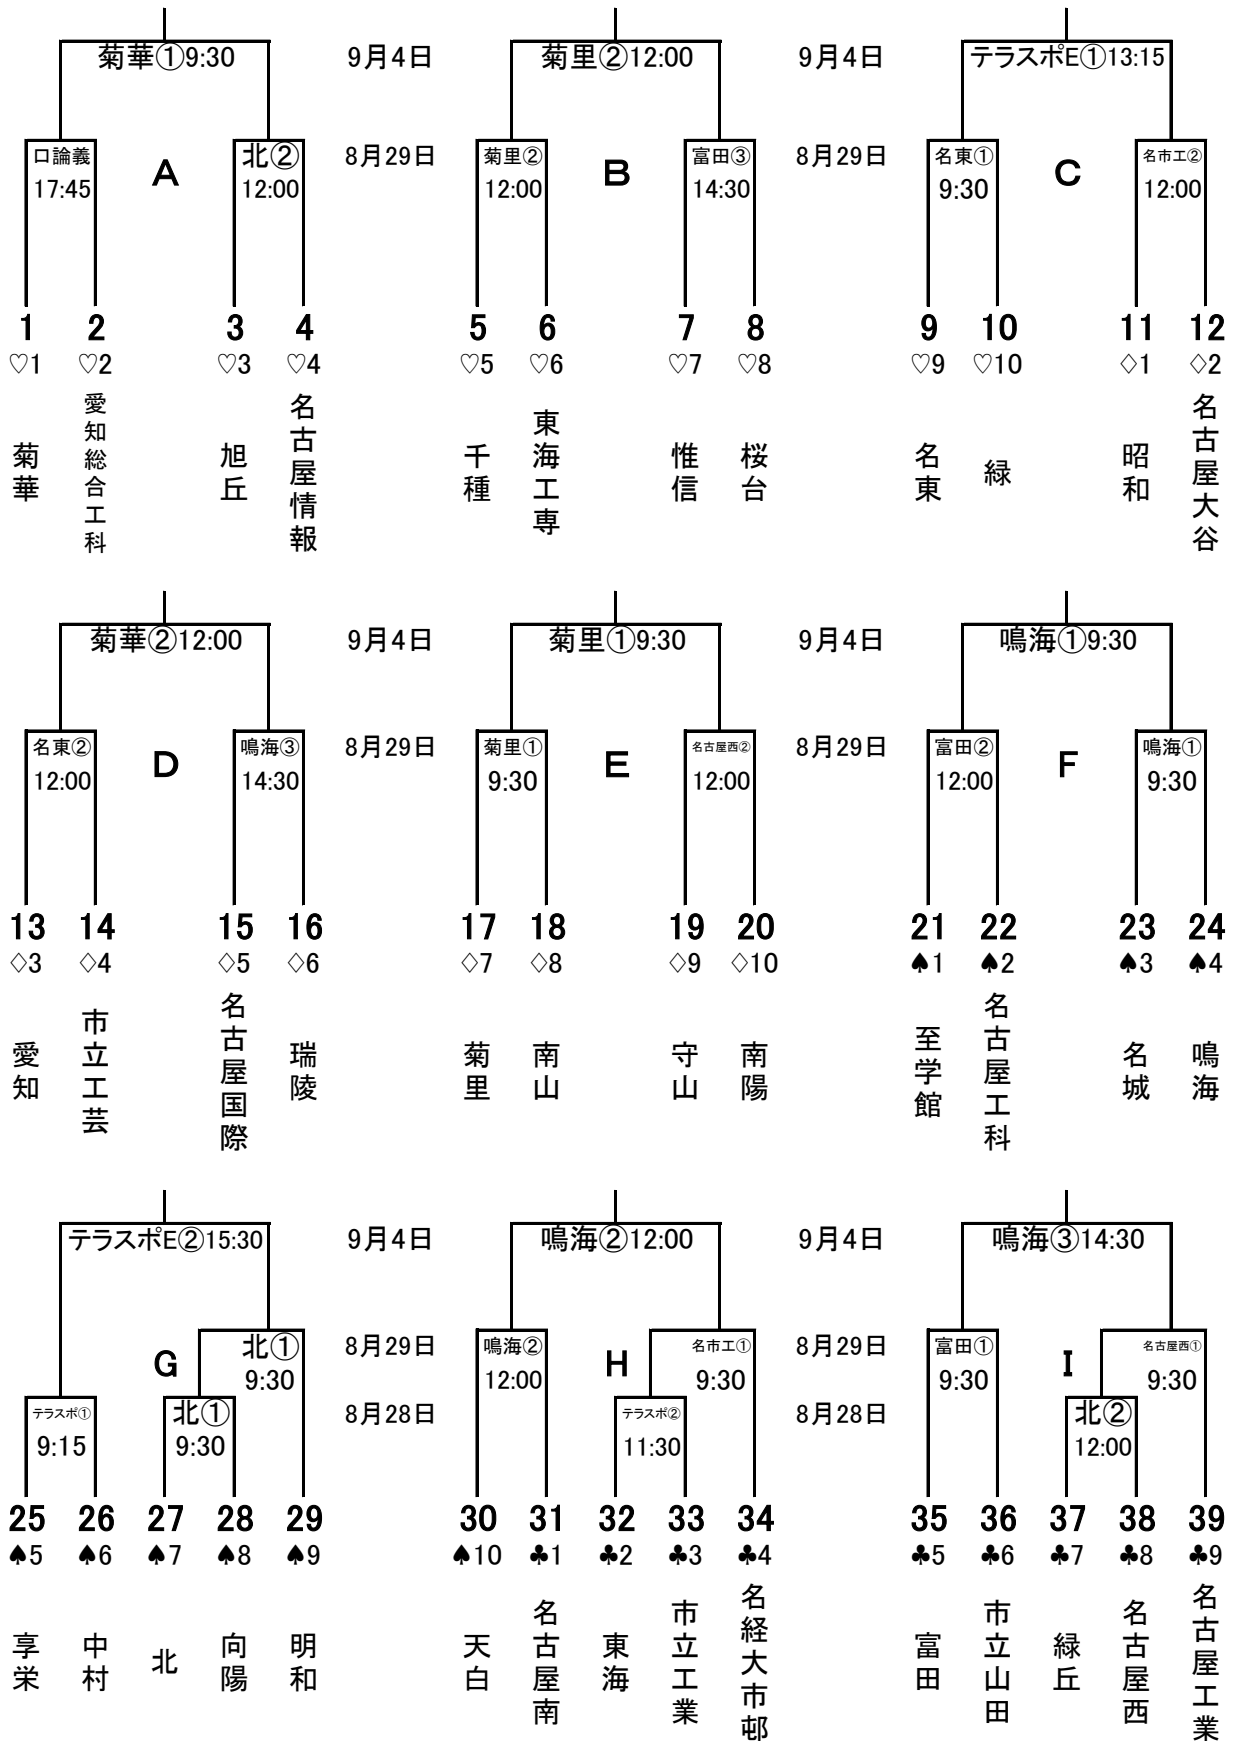 菊華①9:30 9月4日 菊里②12:00 9月4日 テラスポE①13:15
口論義 北② 8月29日 菊里② 富田③ 8月29日 名東① 名市工②
A B C
17:45 12:00 12:00 14:30 9:30 12:00
1 2 3 4 5 6 7 8 9 10 11 12
♡1 ♡2 ♡3 ♡4 ♡5 ♡6 ♡7 ♡8 ♡9 ♡10 ♢1 ♢2
菊華 愛知総合工科 旭丘 名古屋情報 千種 東海工専 惟信 桜台 名東 緑 昭和 名古屋大谷
菊華②12:00 9月4日 菊里①9:30 9月4日 鳴海①9:30
名東② 鳴海③ 8月29日 菊里① 名古屋西② 8月29日 富田② 鳴海①
D E F
12:00 14:30 9:30 12:00 12:00 9:30
13 14 15 16 17 18 19 20 21 22 23 24
♢3 ♢4 ♢5 ♢6 ♢7 ♢8 ♢9 ♢10 ♠1 ♠2 ♠3 ♠4
愛知 市立工芸 名古屋国際 瑞陵 菊里 南山 守山 南陽 至学館 名古屋工科 名城 鳴海
テラスポE②15:30 9月4日 鳴海②12:00 9月4日 鳴海③14:30
北① 8月29日 鳴海② 名市工① 8月29日 富田① 名古屋西①
G H I
9:30 12:00 9:30 9:30 9:30
テラスポ① 北① 8月28日 テラスポ② 8月28日 北②
9:15 9:30 11:30 12:00
25 26 27 28 29 30 31 32 33 34 35 36 37 38 39
♠5 ♠6 ♠7 ♠8 ♠9 ♠10 ♣1 ♣2 ♣3 ♣4 ♣5 ♣6 ♣7 ♣8 ♣9
享栄 中村 北 向陽 明和 天白 名古屋南 東海 市立工業 名経大市邨 富田 市立山田 緑丘 名古屋西 名古屋工業